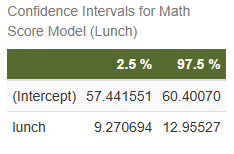 Confidence Intervals for Math
Score Model (Lunch)
2.5 % 97.5 %
(Intercept) 57.441551 60.40070
lunch 9.270694 12.95527